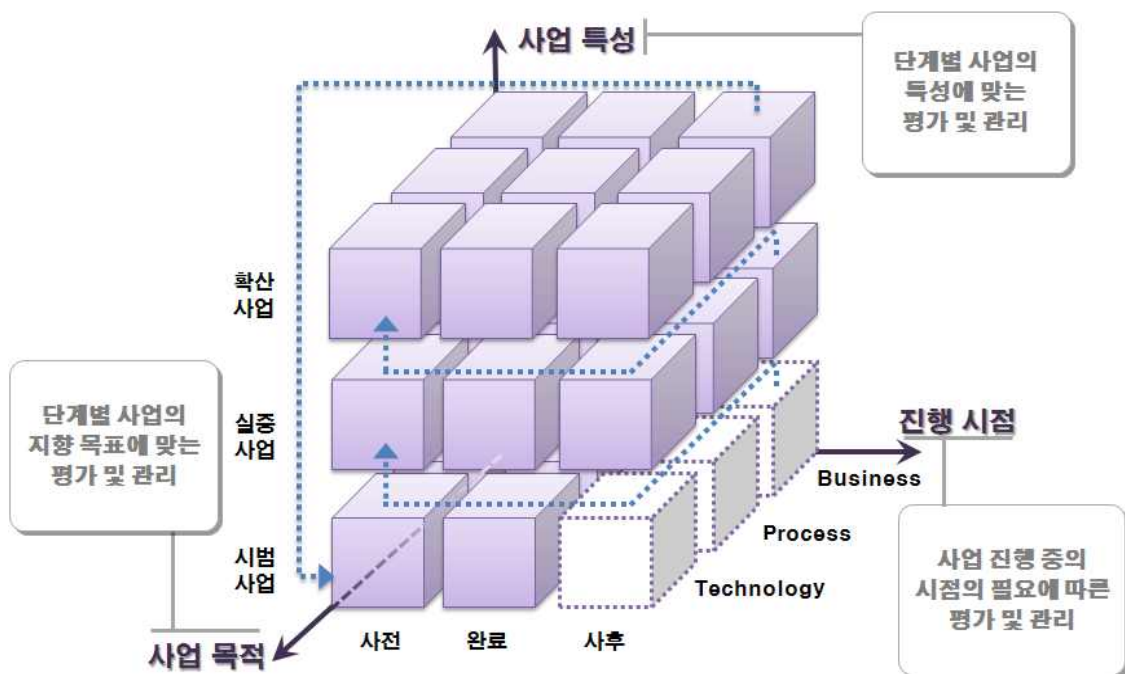 사업 특성
단계별 사업의
특성에 맞는
평가 및 관리
확산
사업
단계별 사업의
지향 목표에 맞는
평가 및 관리
실증
사업
진행 시점
Business
시범
사업
Process
Technology
사업 진행 중의
시점의 필요에 따른
평가 및 관리
사전
완료
사후
사업 목적